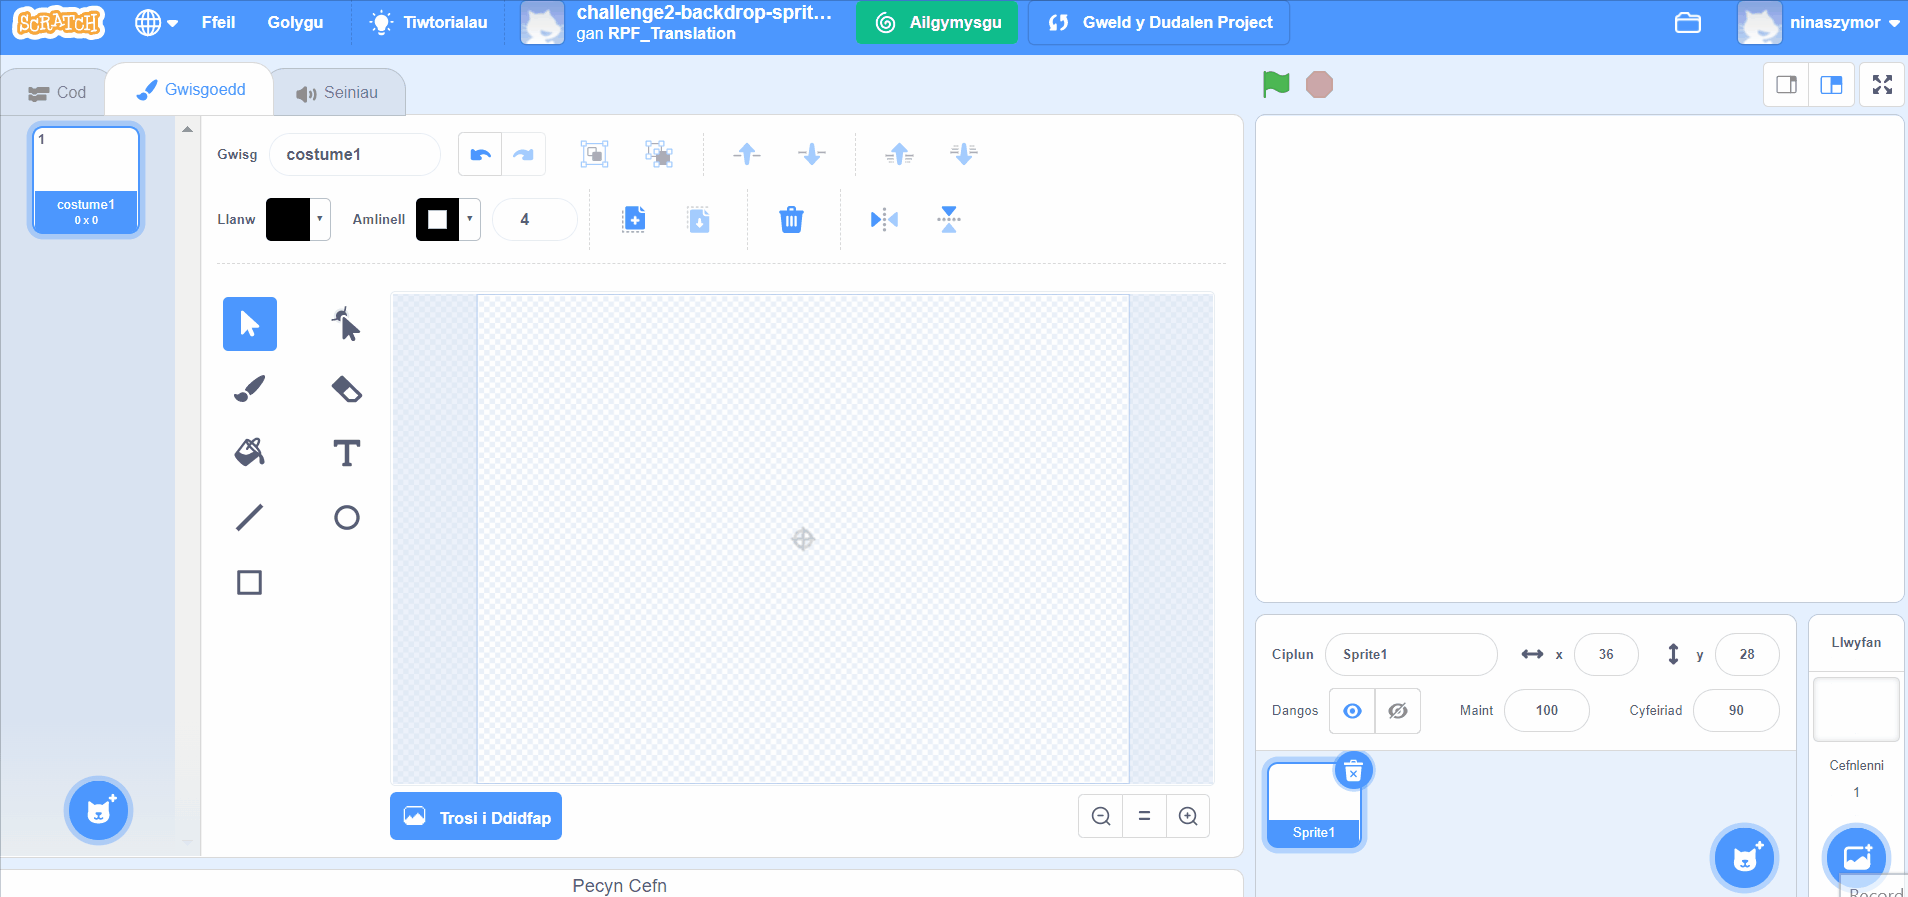 SCRATCH
Ffeil
Golygu
Tiwtorialau
challenge2-backdrop-sprit...
gan RPF_Translation
Ailgymysgu
Gweld y Dudalen Project
ninaszymor
Cod
Gwisgoedd
Seiniau
1
costume1
0 x 0
Gwisg
costume1
Llanw
Amlinell
4
T
Trosi i Ddidfap
=
Pecyn Cefn
Ciplun
Sprite1
x
36
y
28
Dangos
Maint
100
Cyfeiriad
90
Sprite1
Llwyfan
Cefnlenni
1
Record